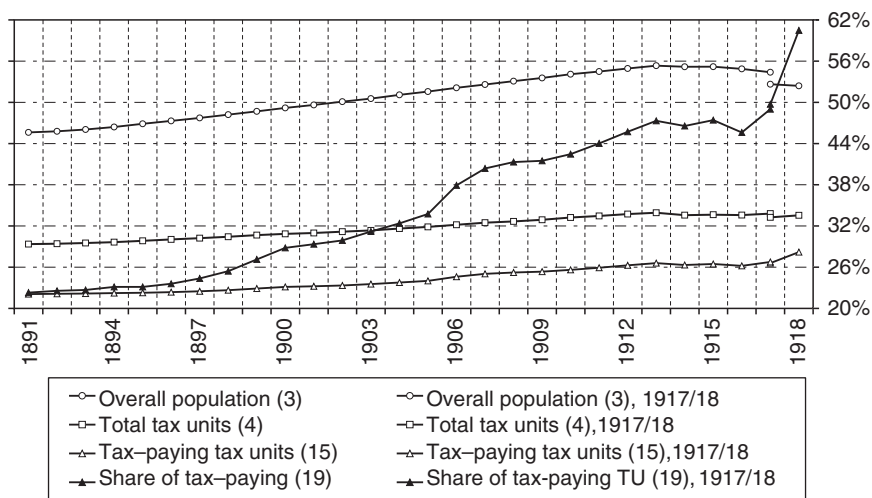 62%
56%
50%
44%
38%
32%
26%
20%
1891
1894
1897
1900
1903
1906
1909
1912
1915
1918
Overall population (3)
Total tax units (4)
Tax–paying tax units (15)
Share of tax–paying (19)
Overall population (3), 1917/18
Total tax units (4),1917/18
Tax–paying tax units (15),1917/18
Share of tax-paying TU (19), 1917/18